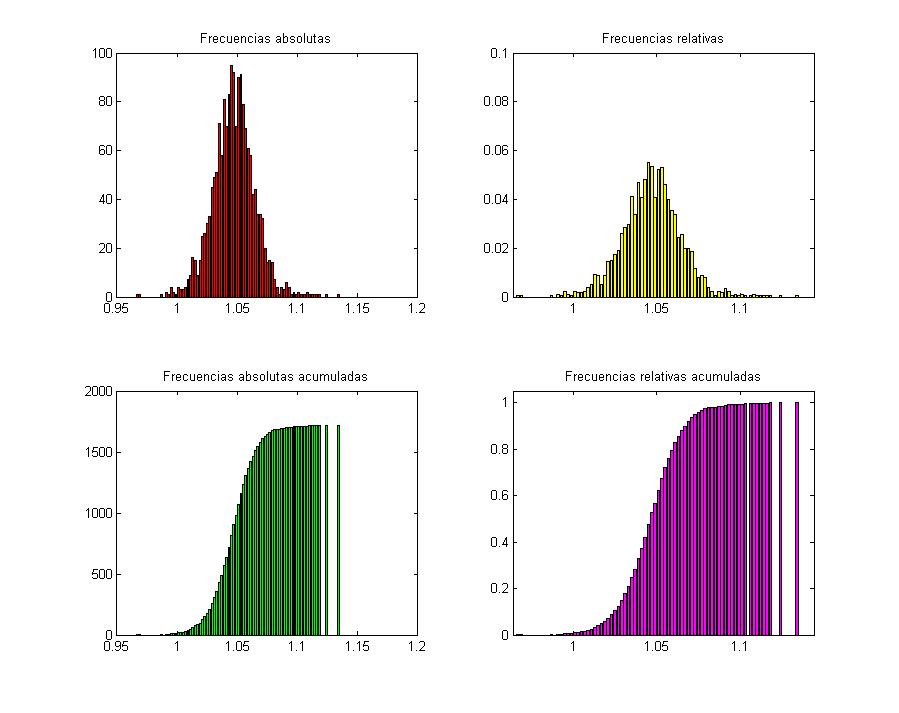 Frecuencias absolutas
100
80
60
40
20
0
0.95 1 1.05 1.1 1.15 1.2
Frecuencias relativas
0.1
0.08
0.06
0.04
0.02
0
1 1.05 1.1
Frecuencias absolutas acumuladas
2000
1500
1000
500
0
0.95 1 1.05 1.1 1.15 1.2
Frecuencias relativas acumuladas
1
0.8
0.6
0.4
0.2
0
1 1.05 1.1